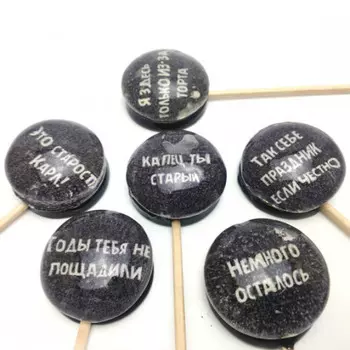 Я ЗДЕСЬ
ТОЛЬКО ИЗ-ЗА
ТОРТА
ЭТО СТАРОСТЬ
КАРЛ!
КАПЕЦ ТЫ
СТАРЫЙ
ТАК СЕБЕ
ПРАЗДНИК
ЕСЛИ ЧЕСТНО
ГОДЫ ТЕБЯ НЕ
ПОЩАДИЛИ
НЕМНОГО
ОСТАЛОСЬ